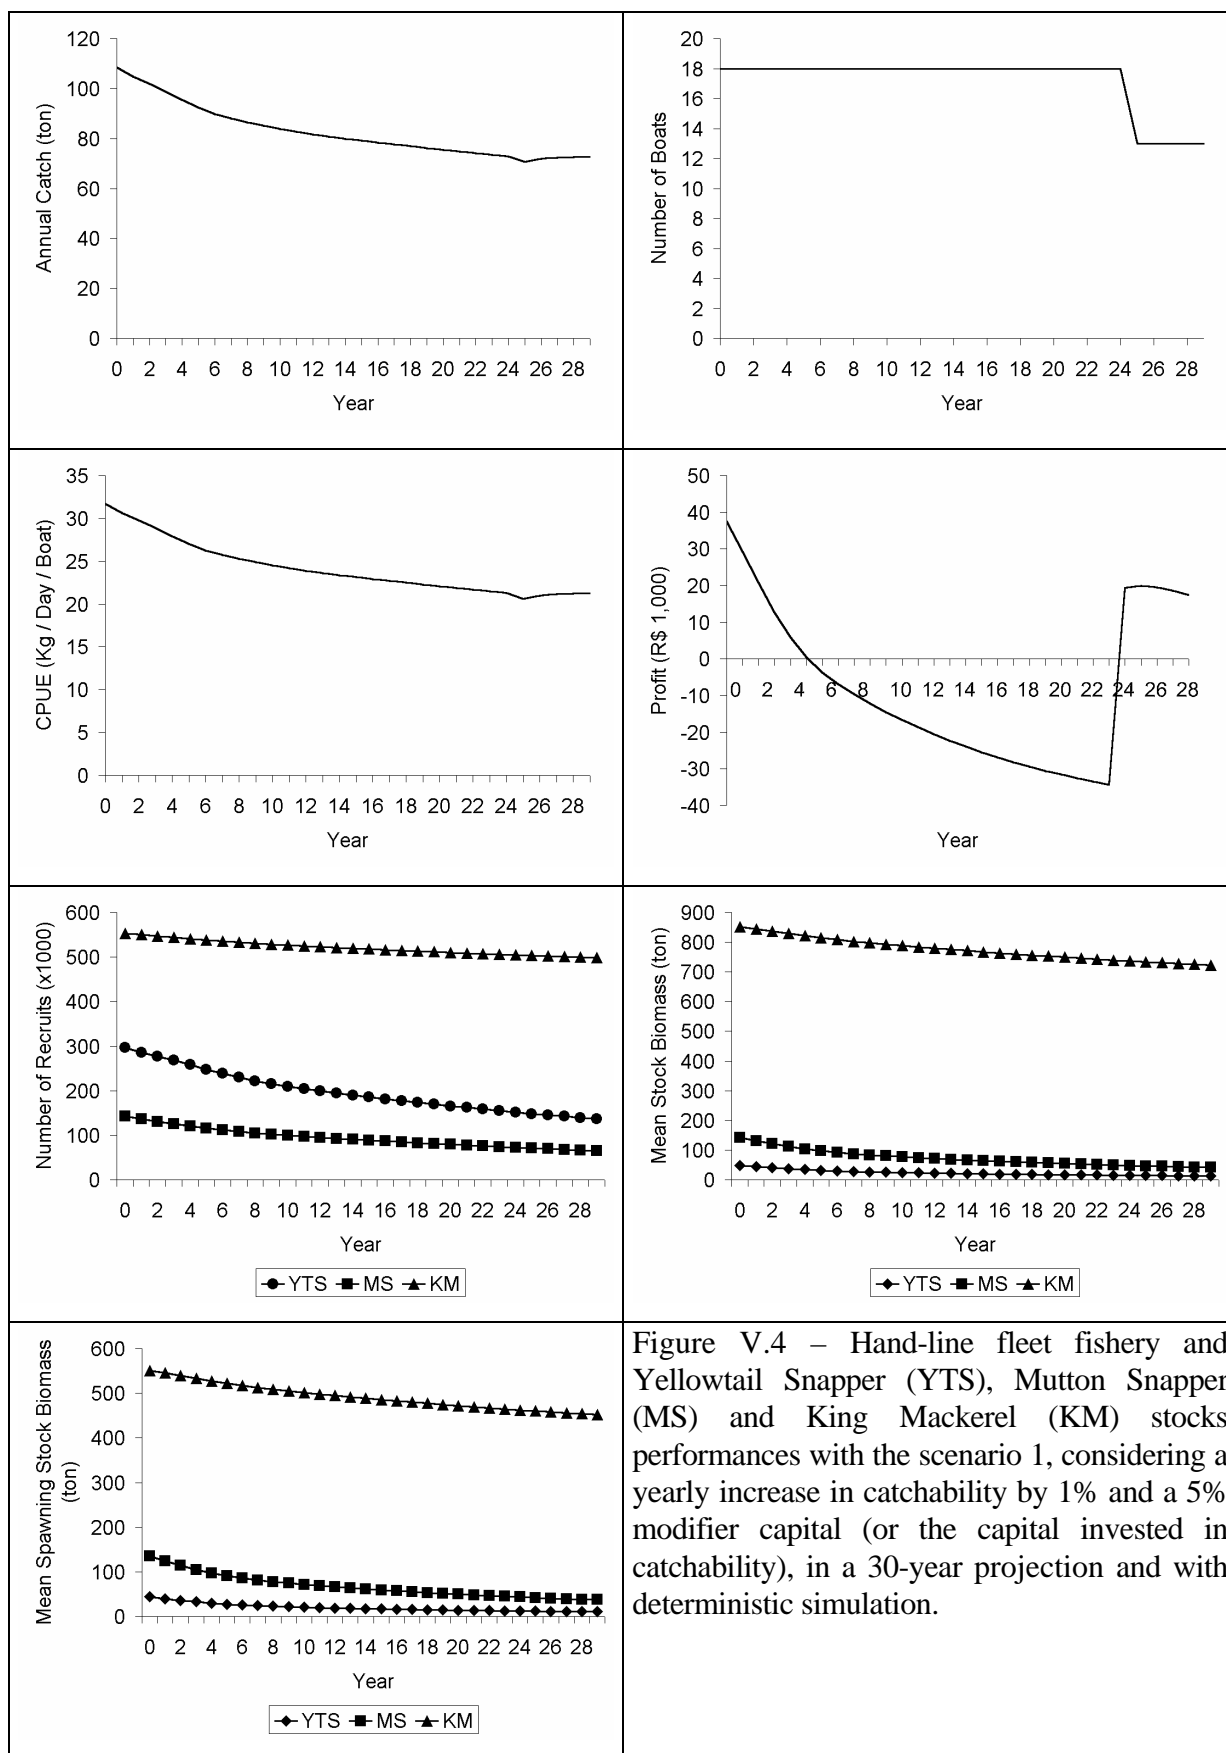 120
100
80
60
40
20
0
Annual Catch (ton)
0 2 4 6 8 10 12 14 16 18 20 22 24 26 28
Year
20
18
16
14
12
10
8
6
4
2
0
Number of Boats
0 2 4 6 8 10 12 14 16 18 20 22 24 26 28
Year
35
30
25
20
15
10
5
0
CPUE (Kg / Day / Boat)
0 2 4 6 8 10 12 14 16 18 20 22 24 26 28
Year
50
40
30
20
10
0
-10
-20
-30
-40
Profit (R$ 1,000)
0 2 4 6 8 10 12 14 16 18 20 22 24 26 28
Year
600
500
400
300
200
100
0
Number of Recruits (x1000)
0 2 4 6 8 10 12 14 16 18 20 22 24 26 28
Year
YTS MS KM
900
800
700
600
500
400
300
200
100
0
Mean Stock Biomass (ton)
0 2 4 6 8 10 12 14 16 18 20 22 24 26 28
Year
YTS MS KM
600
500
400
300
200
100
0
Mean Spawning Stock Biomass
(ton)
0 2 4 6 8 10 12 14 16 18 20 22 24 26 28
Year
YTS MS KM
Figure V.4 – Hand-line fleet fishery and
Yellowtail Snapper (YTS), Mutton Snapper
(MS) and King Mackerel (KM) stocks
performances with the scenario 1, considering a
yearly increase in catchability by 1% and a 5%
modifier capital (or the capital invested in
catchability), in a 30-year projection and with
deterministic simulation.